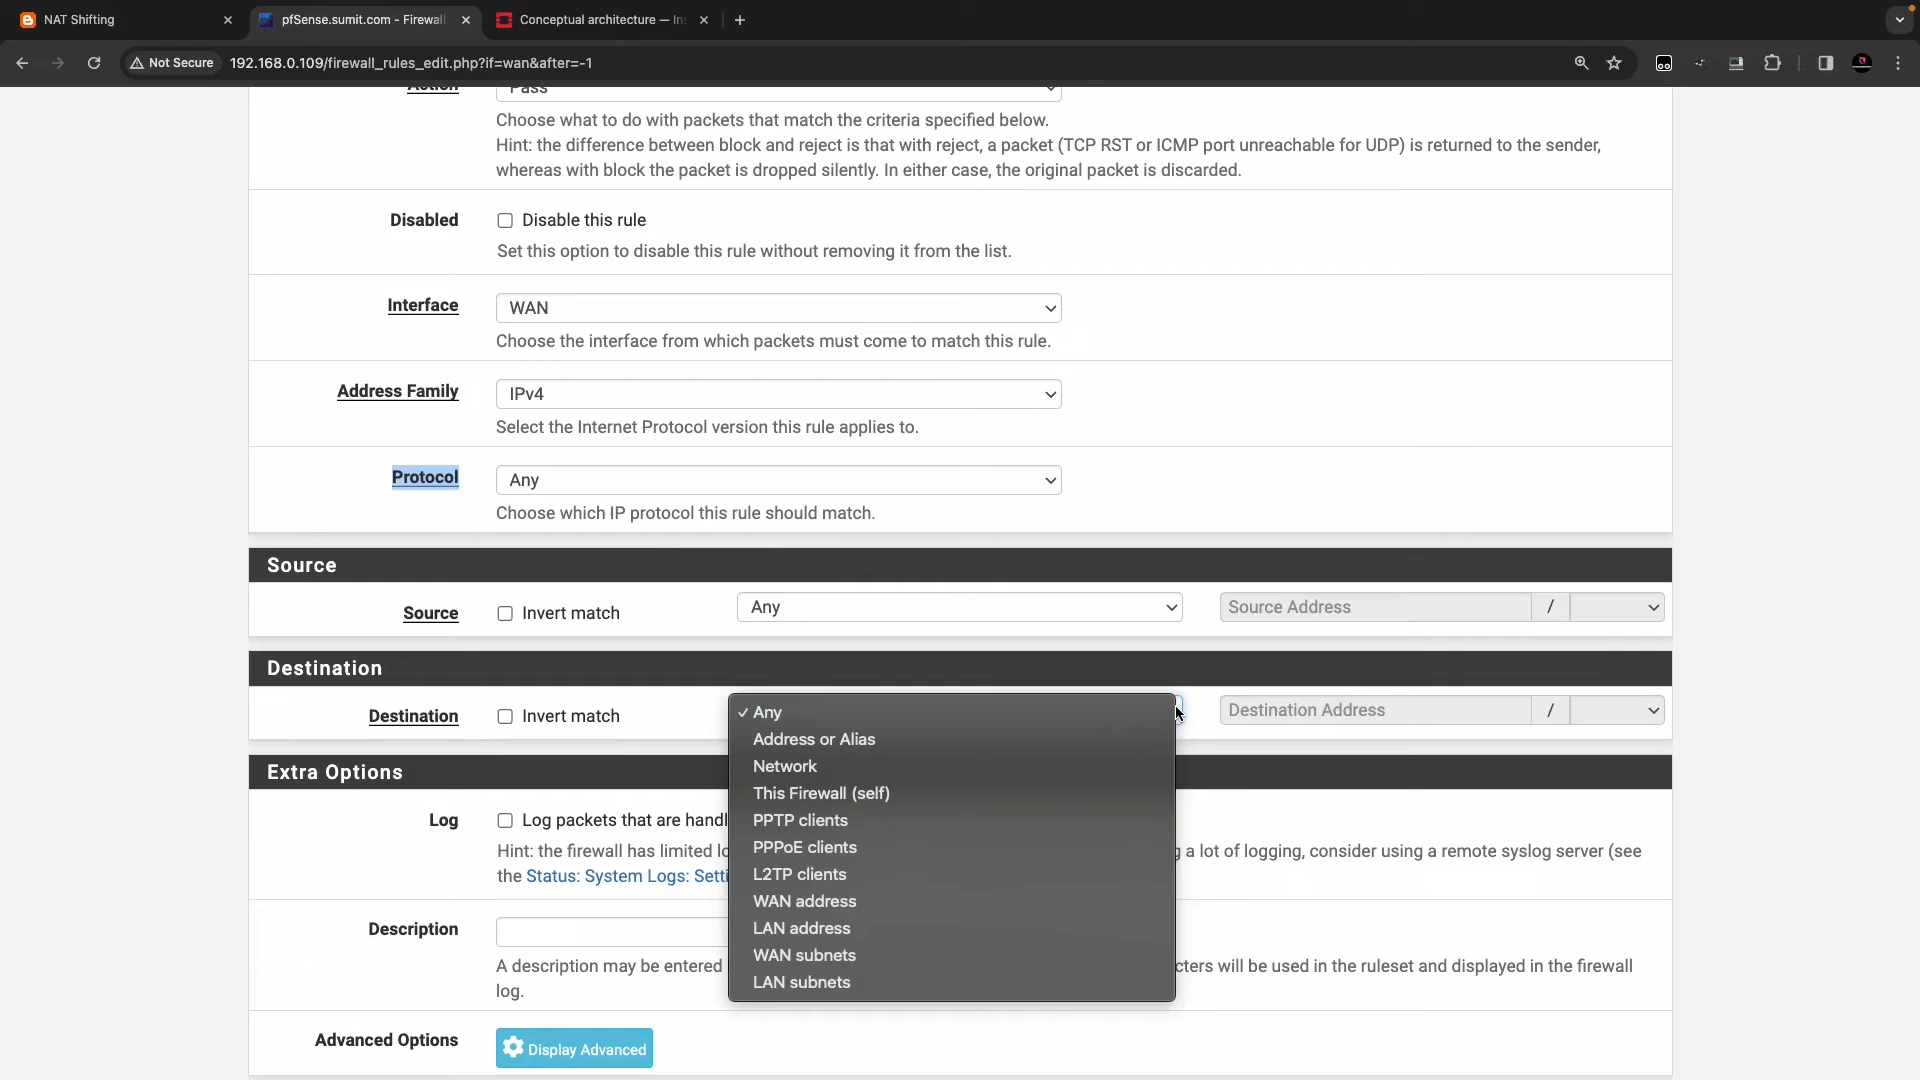 NAT Shifting
pfSense.sumit.com - Firewall
Conceptual architecture — In
Not Secure
192.168.0.109/firewall_rules_edit.php?if=wan&after=-1
Action
Pass
Choose what to do with packets that match the criteria specified below.
Hint: the difference between block and reject is that with reject, a packet (TCP RST or ICMP port unreachable for UDP) is returned to the sender,
whereas with block the packet is dropped silently. In either case, the original packet is discarded.
Disabled
Disable this rule
Set this option to disable this rule without removing it from the list.
Interface
WAN
Choose the interface from which packets must come to match this rule.
Address Family
IPv4
Select the Internet Protocol version this rule applies to.
Protocol
Any
Choose which IP protocol this rule should match.
Source
Source
Invert match
Any
Source Address
/
Destination
Destination
Invert match
Destination Address
/
✓ Any
Address or Alias
Network
This Firewall (self)
PPTP clients
PPPoE clients
L2TP clients
WAN address
LAN address
WAN subnets
LAN subnets
Extra Options
Log
Log packets that are handl
Hint: the firewall has limited lo g a lot of logging, consider using a remote syslog server (see
the Status: System Logs: Setti
Description
A description may be entered cters will be used in the ruleset and displayed in the firewall
log.
Advanced Options
Display Advanced